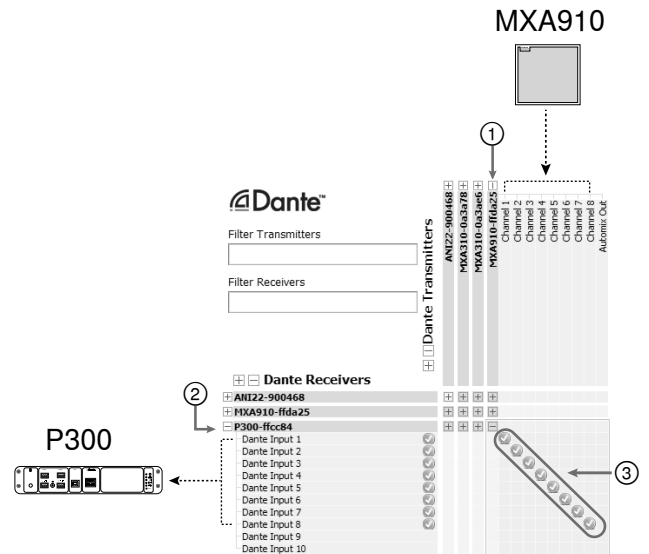 MXA910
1
Dante™
Filter Transmitters
Filter Receivers
Dante Transmitters
ANI22-900468
MXA310-0a3a78
MXA310-0a3ae6
MXA910-ffda25
Channel 1
Channel 2
Channel 3
Channel 4
Channel 5
Channel 6
Channel 7
Channel 8
Automix Out
Dante Receivers
2
ANI22-900468
MXA910-ffda25
P300-ffcc84
P300
Dante Input 1
Dante Input 2
Dante Input 3
Dante Input 4
Dante Input 5
Dante Input 6
Dante Input 7
Dante Input 8
Dante Input 9
Dante Input 10
3